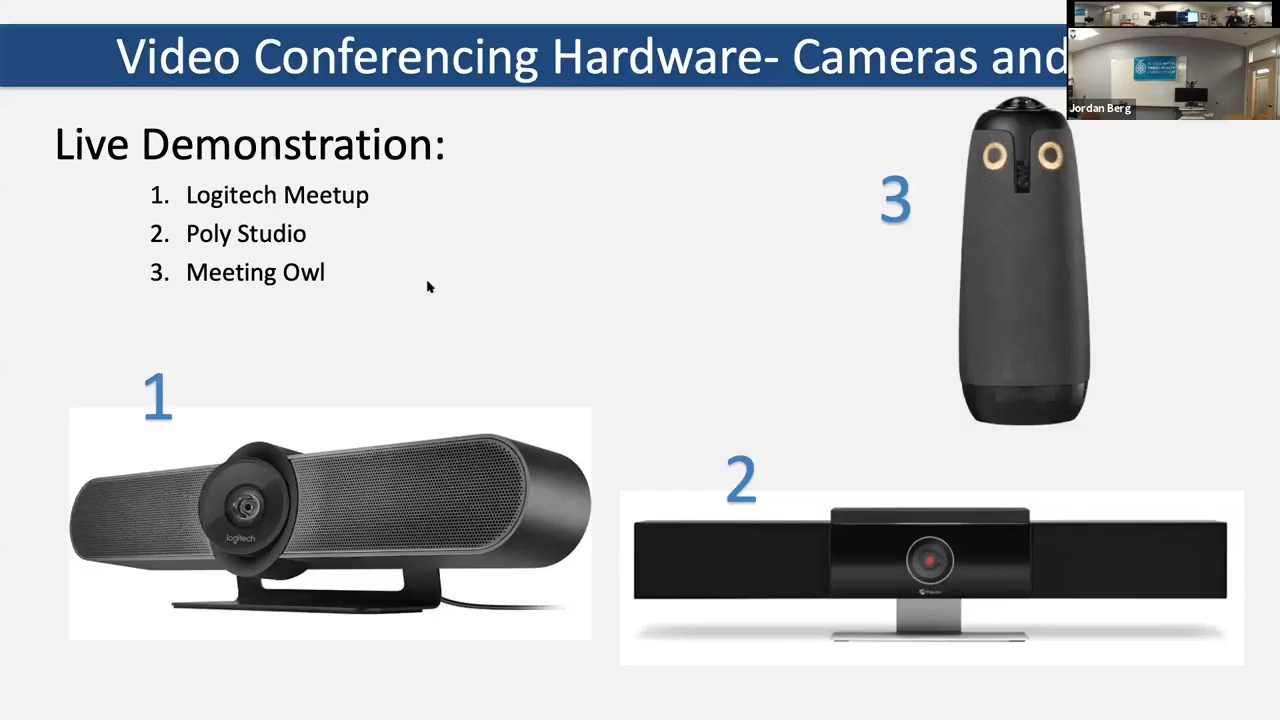 Video Conferencing Hardware- Cameras and
Jordan Berg
Live Demonstration:
1. Logitech Meetup
2. Poly Studio
3. Meeting Owl
3
1
2
logitech